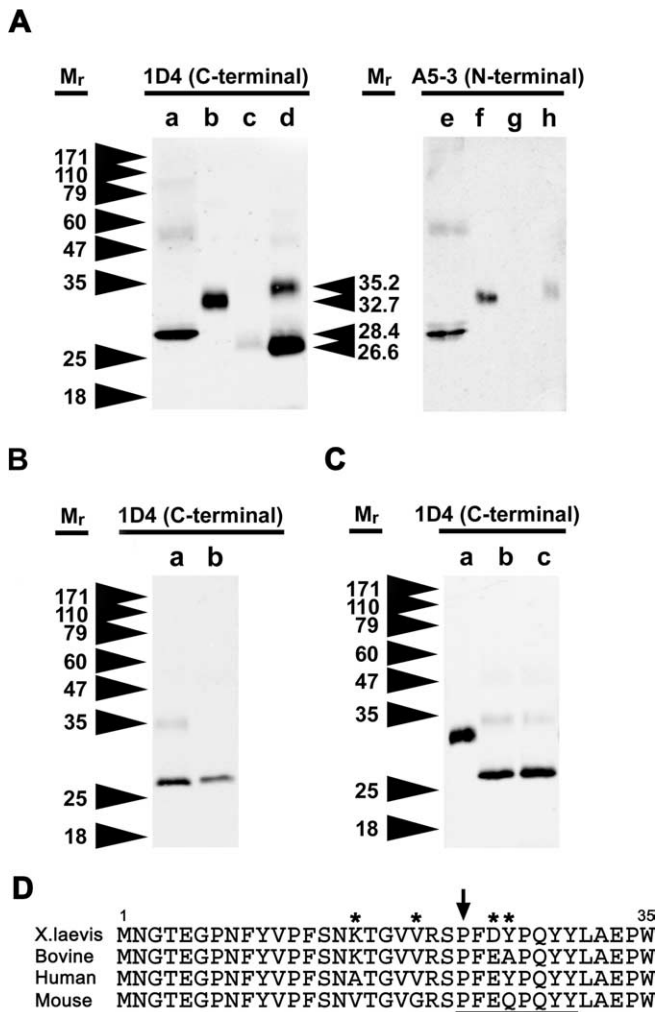 A
Mr 1D4 (C-terminal) Mr A5-3 (N-terminal)
a b c d e f g h
171
110
79
60
47
35
25
18
35.2
32.7
28.4
26.6
B
Mr 1D4 (C-terminal)
a b
171
110
79
60
47
35
25
18
C
Mr 1D4 (C-terminal)
a b c
171
110
79
60
47
35
25
18
D
1 * * ** 35
X.laevis MNGTEGPNFYVPFSNKTGVVRSPFDYPQYYLAEPW
Bovine MNGTEGPNFYVPFSNKTGVVRSPFEAPQYYLAEPW
Human MNGTEGPNFYVPFSNATGVVRSPFEYPQYYLAEPW
Mouse MNGTEGPNFYVPFSNVTGVGRSPFEQPQYYLAEPW